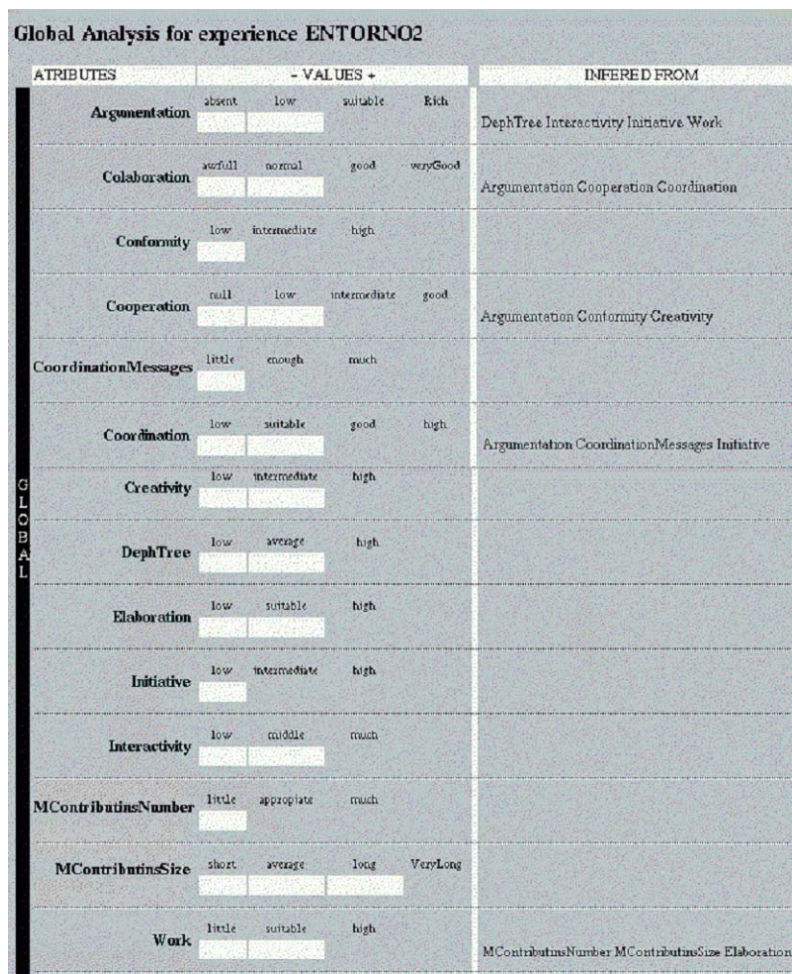 Global Analysis for experience ENTORNO2
ATRIBUTES - VALUES + INFERED FROM
absent low suitable Rich
Argumentation
DephTree Interactivity Initiative Work
awfull normal good veryGood
Colaboration
Argumentation Cooperation Coordination
low intermediate high
Conformity
null low intermediate good
Cooperation
Argumentation Conformity Creativity
little enough much
CoordinationMessages
low suitable good high
Coordination
Argumentation CoordinationMessages Initiative
low intermediate high
Creativity
GLOBAL
low average high
DephTree
low suitable high
Elaboration
low intermediate high
Initiative
low middle much
Interactivity
little appropiate much
MContributinsNumber
short average long VeryLong
MContributinsSize
little suitable high
Work
MContributinsNumber MContributinsSize Elaboration